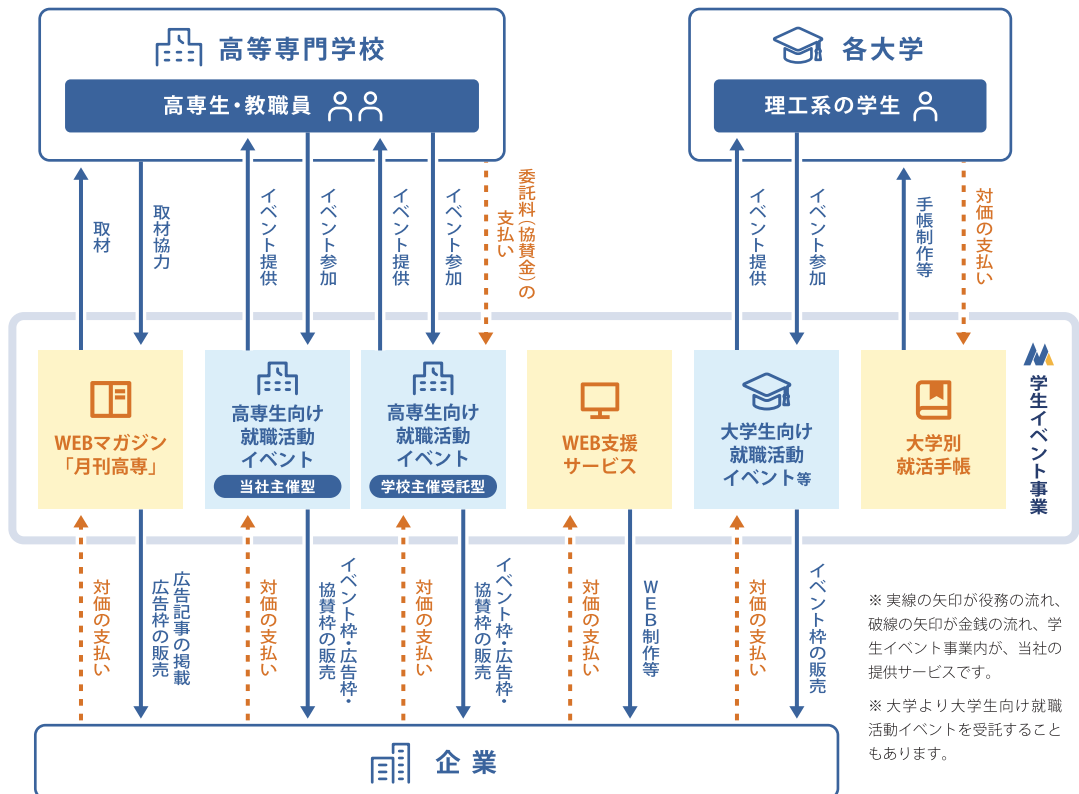 高等専門学校
高専生・教職員
各大学
理工系の学生
取材
取材協力
イベント提供
イベント参加
イベント提供
イベント参加
委託料(協賛金)の
支払い
イベント提供
イベント参加
手帳制作等
対価の支払い
WEBマガジン
「月刊高専」
高専生向け
就職活動
イベント
当社主催型
高専生向け
就職活動
イベント
学校主催受託型
WEB支援
サービス
大学生向け
就職活動
イベント等
大学別
就活手帳
学生イベント事業
対価の支払い
広告記事の掲載
広告枠の販売
対価の支払い
イベント枠・広告枠・
協賛枠の販売
対価の支払い
イベント枠・広告枠・
協賛枠の販売
対価の支払い
WEB制作等
対価の支払い
イベント枠の販売
※ 実線の矢印が役務の流れ、
破線の矢印が金銭の流れ、学
生イベント事業内が、当社の
提供サービスです。
※ 大学より大学生向け就職
活動イベントを受託すること
もあります。
企業